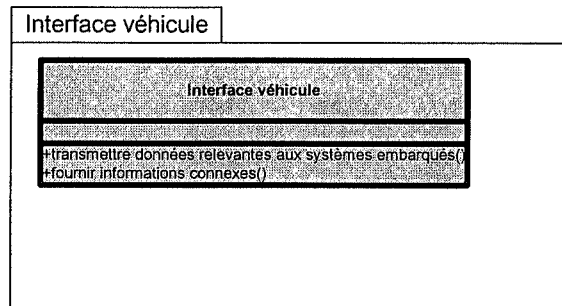 Interface véhicule
Interface véhicule
+transmettre données relevantes aux systèmes embarqués()
+fournir informations connexes()